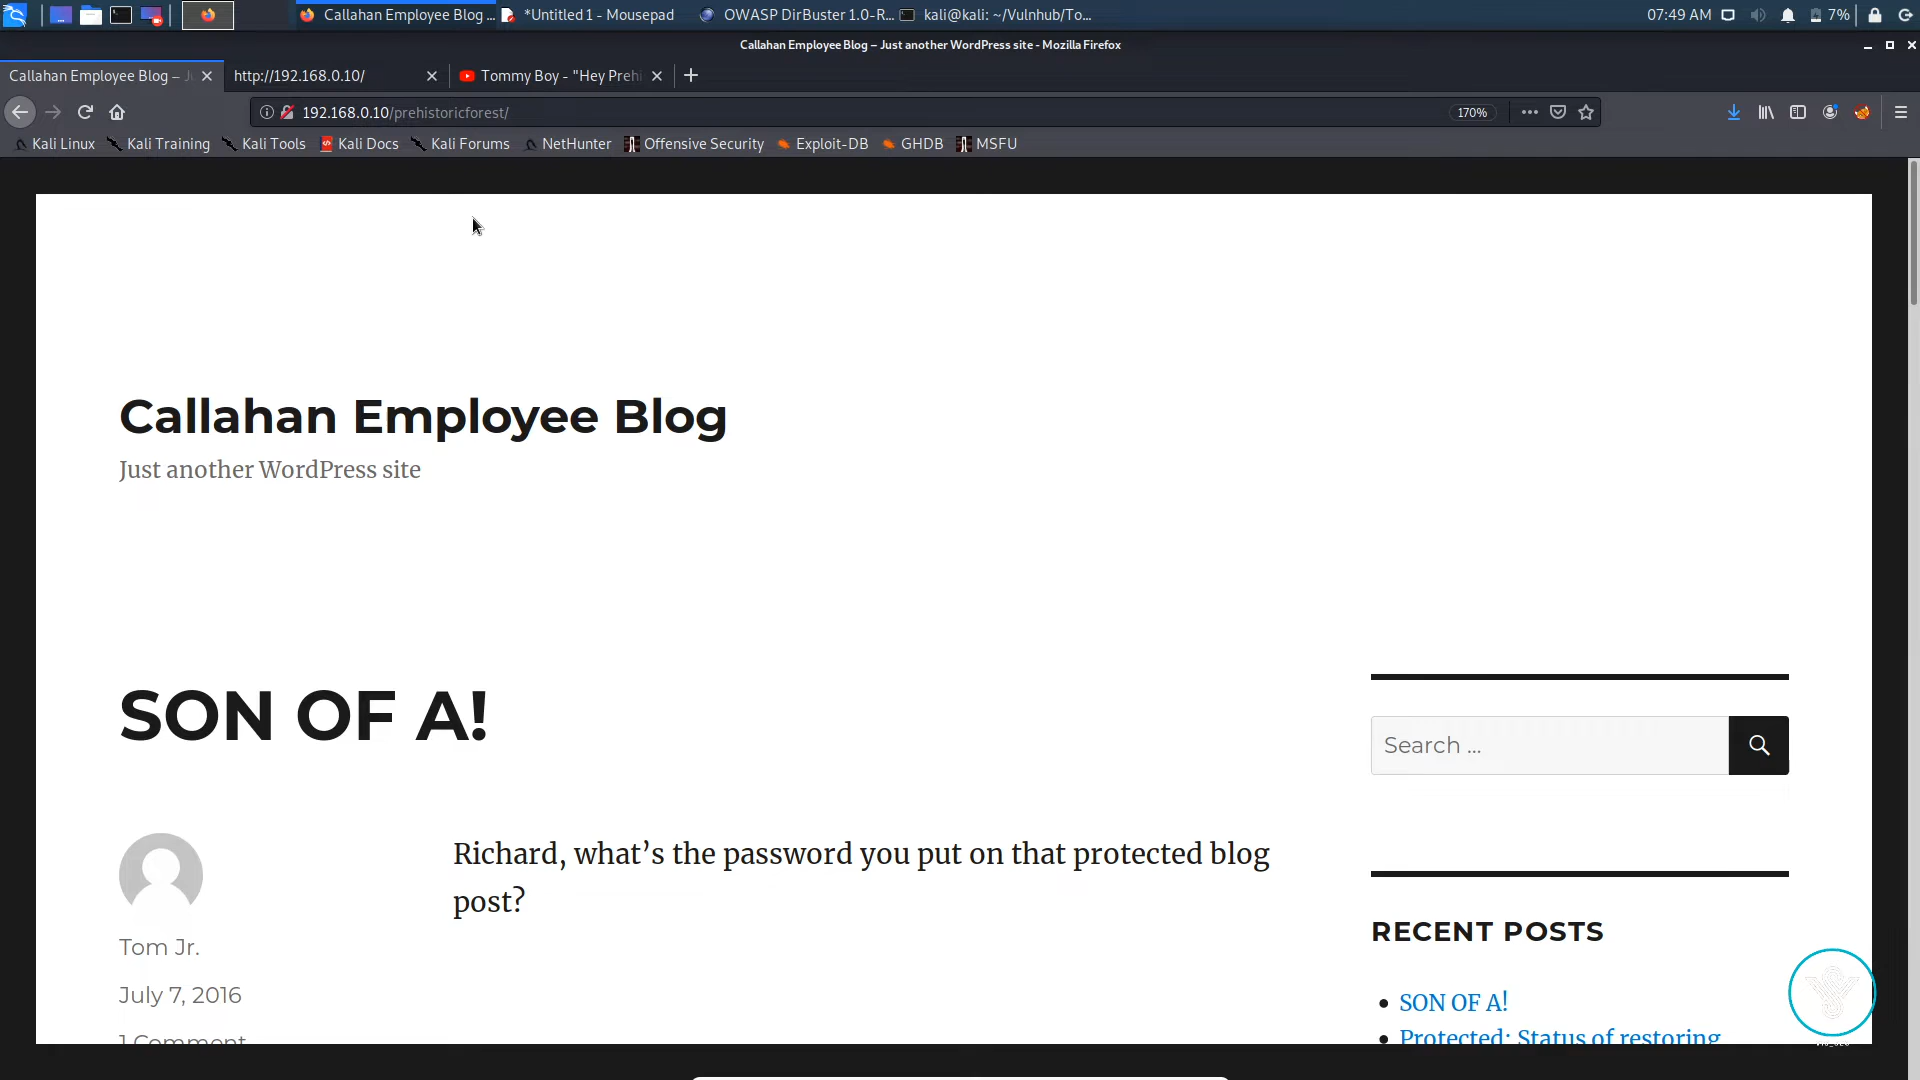 Callahan Employee Blog ...
*Untitled 1 - Mousepad
OWASP DirBuster 1.0-R...
kali@kali: ~/Vulnhub/To...
07:49 AM
7%
Callahan Employee Blog – Just another WordPress site - Mozilla Firefox
Callahan Employee Blog –
http://192.168.0.10/
Tommy Boy - "Hey Prehi
192.168.0.10/prehistoricforest/
170%
Kali Linux
Kali Training
Kali Tools
Kali Docs
Kali Forums
NetHunter
Offensive Security
Exploit-DB
GHDB
MSFU
Callahan Employee Blog
Just another WordPress site
SON OF A!
Search ...
Richard, what’s the password you put on that protected blog
post?
Tom Jr.
July 7, 2016
1 Comment
RECENT POSTS
SON OF A!
Protected: Status of restoring